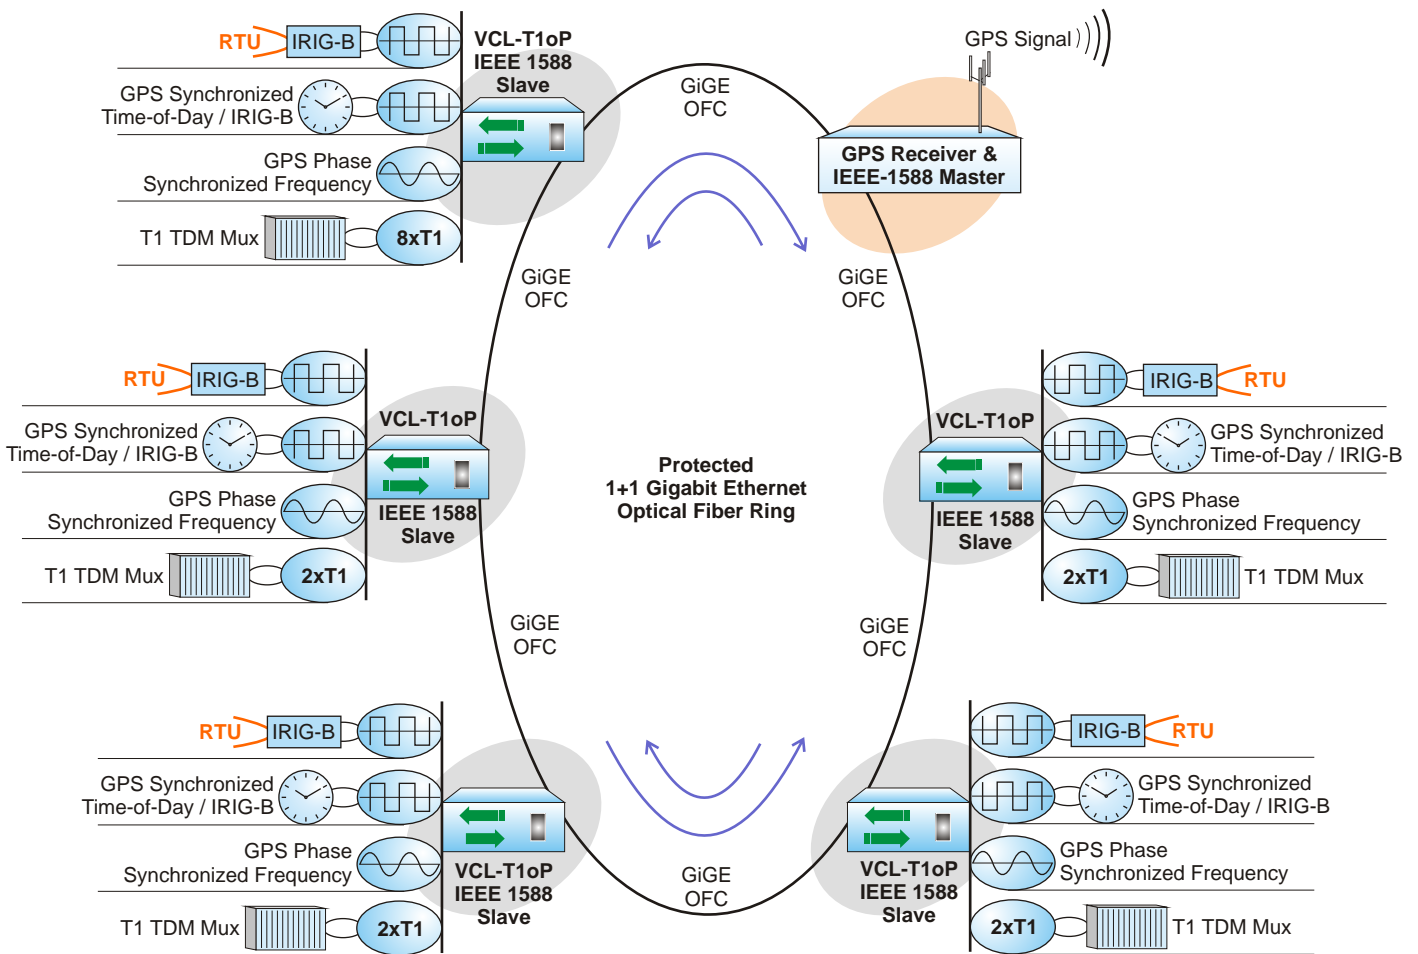 RTU
IRIG-B
VCL-T1oP
IEEE 1588
Slave
GPS Synchronized
Time-of-Day / IRIG-B
GPS Phase
Synchronized Frequency
T1 TDM Mux
8xT1
GiGE
OFC
GPS Signal
GPS Receiver &
IEEE-1588 Master
GiGE
OFC
GiGE
OFC
RTU
IRIG-B
GPS Synchronized
Time-of-Day / IRIG-B
GPS Phase
Synchronized Frequency
T1 TDM Mux
2xT1
VCL-T1oP
IEEE 1588
Slave
Protected
1+1 Gigabit Ethernet
Optical Fiber Ring
VCL-T1oP
IEEE 1588
Slave
IRIG-B
RTU
GPS Synchronized
Time-of-Day / IRIG-B
GPS Phase
Synchronized Frequency
2xT1
T1 TDM Mux
GiGE
OFC
GiGE
OFC
RTU
IRIG-B
GPS Synchronized
Time-of-Day / IRIG-B
GPS Phase
Synchronized Frequency
T1 TDM Mux
2xT1
VCL-T1oP
IEEE 1588
Slave
GiGE
OFC
VCL-T1oP
IEEE 1588
Slave
IRIG-B
RTU
GPS Synchronized
Time-of-Day / IRIG-B
GPS Phase
Synchronized Frequency
2xT1
T1 TDM Mux